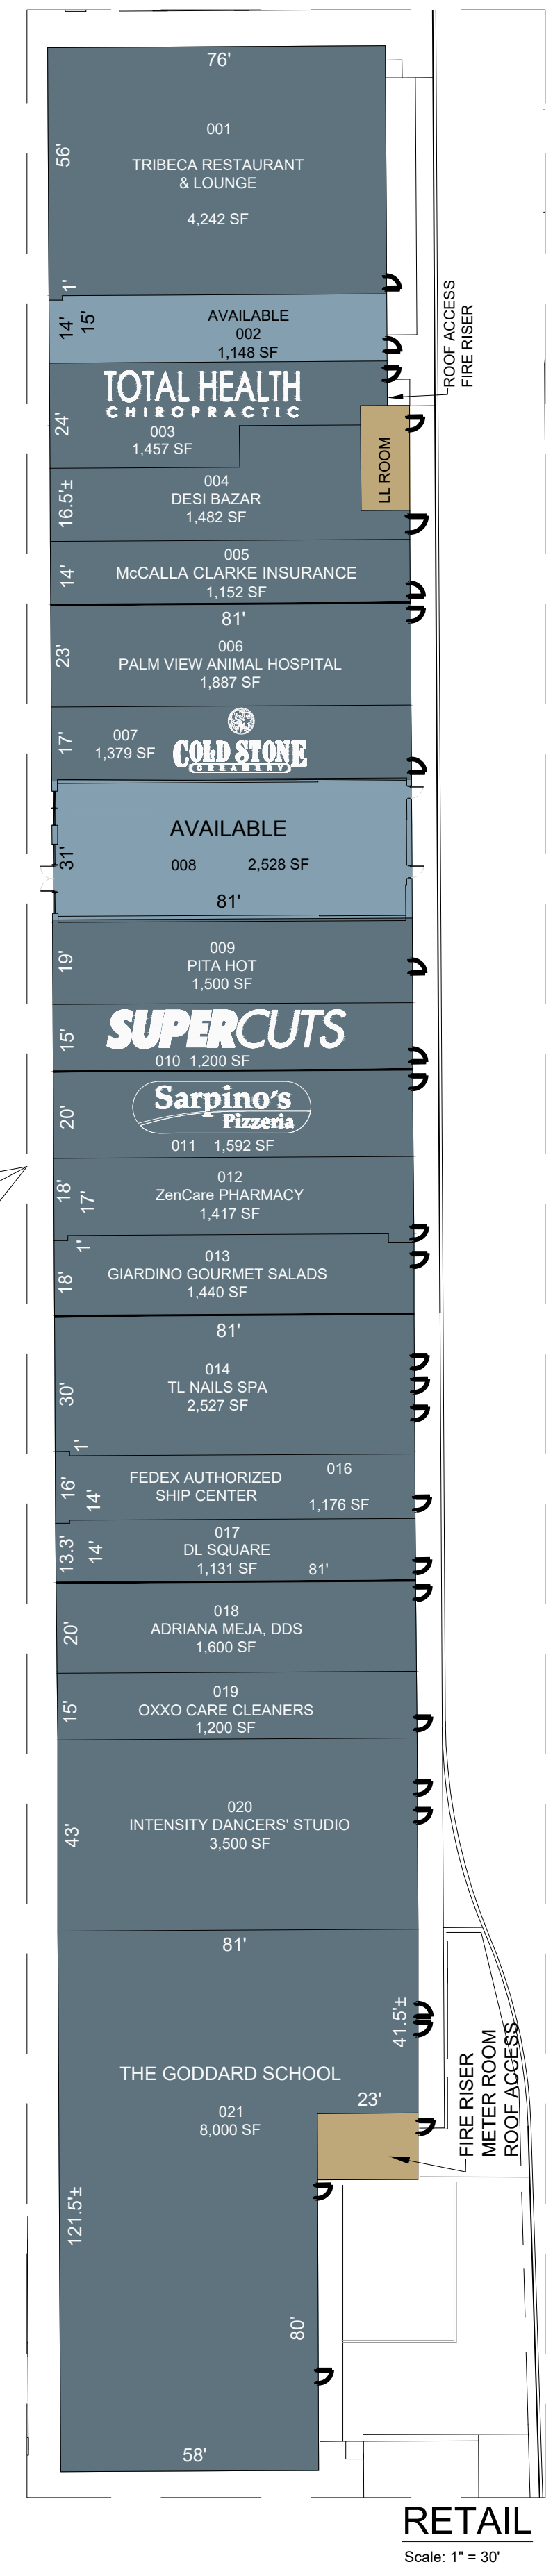 76'
001
56'
TRIBECA RESTAURANT
& LOUNGE
4,242 SF
1'
ROOF ACCESS
FIRE RISER
14'
15'
AVAILABLE
002
1,148 SF
TOTAL HEALTH
CHIROPRACTIC
24'
003
1,457 SF
LL ROOM
16.5'±
004
DESI BAZAR
1,482 SF
14'
005
McCALLA CLARKE INSURANCE
1,152 SF
81'
23'
006
PALM VIEW ANIMAL HOSPITAL
1,887 SF
17'
007
1,379 SF
COLD STONE
CREAMERY
AVAILABLE
31'
008 2,528 SF
81'
19'
009
PITA HOT
1,500 SF
15'
SUPERCUTS
010 1,200 SF
20'
Sarpino's
Pizzeria
011 1,592 SF
18'
17'
012
ZenCare PHARMACY
1,417 SF
1'
18'
013
GIARDINO GOURMET SALADS
1,440 SF
81'
30'
014
TL NAILS SPA
2,527 SF
1'
16'
14'
FEDEX AUTHORIZED
SHIP CENTER
016
1,176 SF
13.3'
14'
017
DL SQUARE
1,131 SF 81'
20'
018
ADRIANA MEJA, DDS
1,600 SF
15'
019
OXXO CARE CLEANERS
1,200 SF
43'
020
INTENSITY DANCERS' STUDIO
3,500 SF
81'
41.5'±
THE GODDARD SCHOOL
021
8,000 SF
23'
FIRE RISER
METER ROOM
ROOF ACCESS
121.5'±
80'
58'
RETAIL
Scale: 1" = 30'